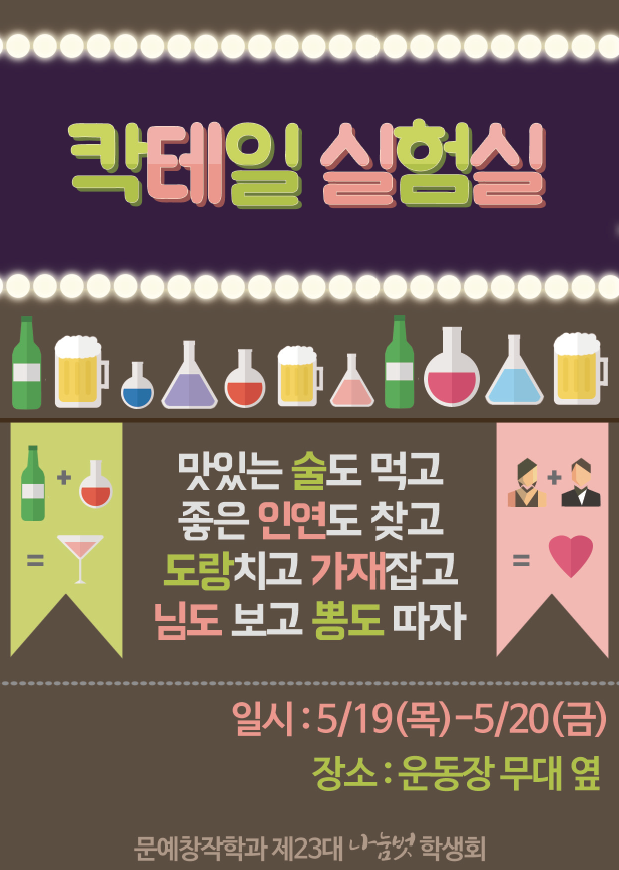 칵테일 실험실
맛있는 술도 먹고
좋은 인연도 찾고
도랑치고 가재잡고
님도 보고 뽕도 따자
일시 : 5/19(목)-5/20(금)
장소 : 운동장 무대 옆
문예창작학과 제23대 나눔벗 학생회